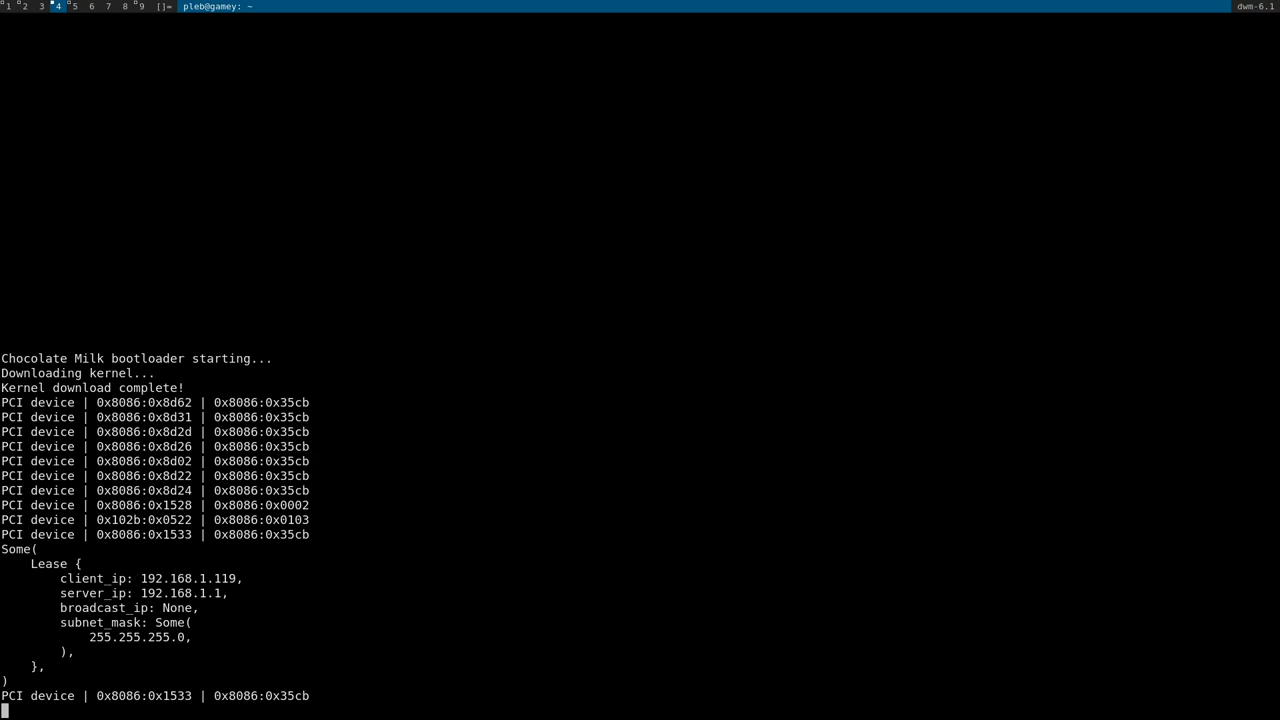 1 2 3 4 5 6 7 8 9 []= pleb@gamey: ~ dwm-6.1
Chocolate Milk bootloader starting...
Downloading kernel...
Kernel download complete!
PCI device | 0x8086:0x8d62 | 0x8086:0x35cb
PCI device | 0x8086:0x8d31 | 0x8086:0x35cb
PCI device | 0x8086:0x8d2d | 0x8086:0x35cb
PCI device | 0x8086:0x8d26 | 0x8086:0x35cb
PCI device | 0x8086:0x8d02 | 0x8086:0x35cb
PCI device | 0x8086:0x8d22 | 0x8086:0x35cb
PCI device | 0x8086:0x8d24 | 0x8086:0x35cb
PCI device | 0x8086:0x1528 | 0x8086:0x0002
PCI device | 0x102b:0x0522 | 0x8086:0x0103
PCI device | 0x8086:0x1533 | 0x8086:0x35cb
Some(
    Lease {
        client_ip: 192.168.1.119,
        server_ip: 192.168.1.1,
        broadcast_ip: None,
        subnet_mask: Some(
            255.255.255.0,
        ),
    },
)
PCI device | 0x8086:0x1533 | 0x8086:0x35cb